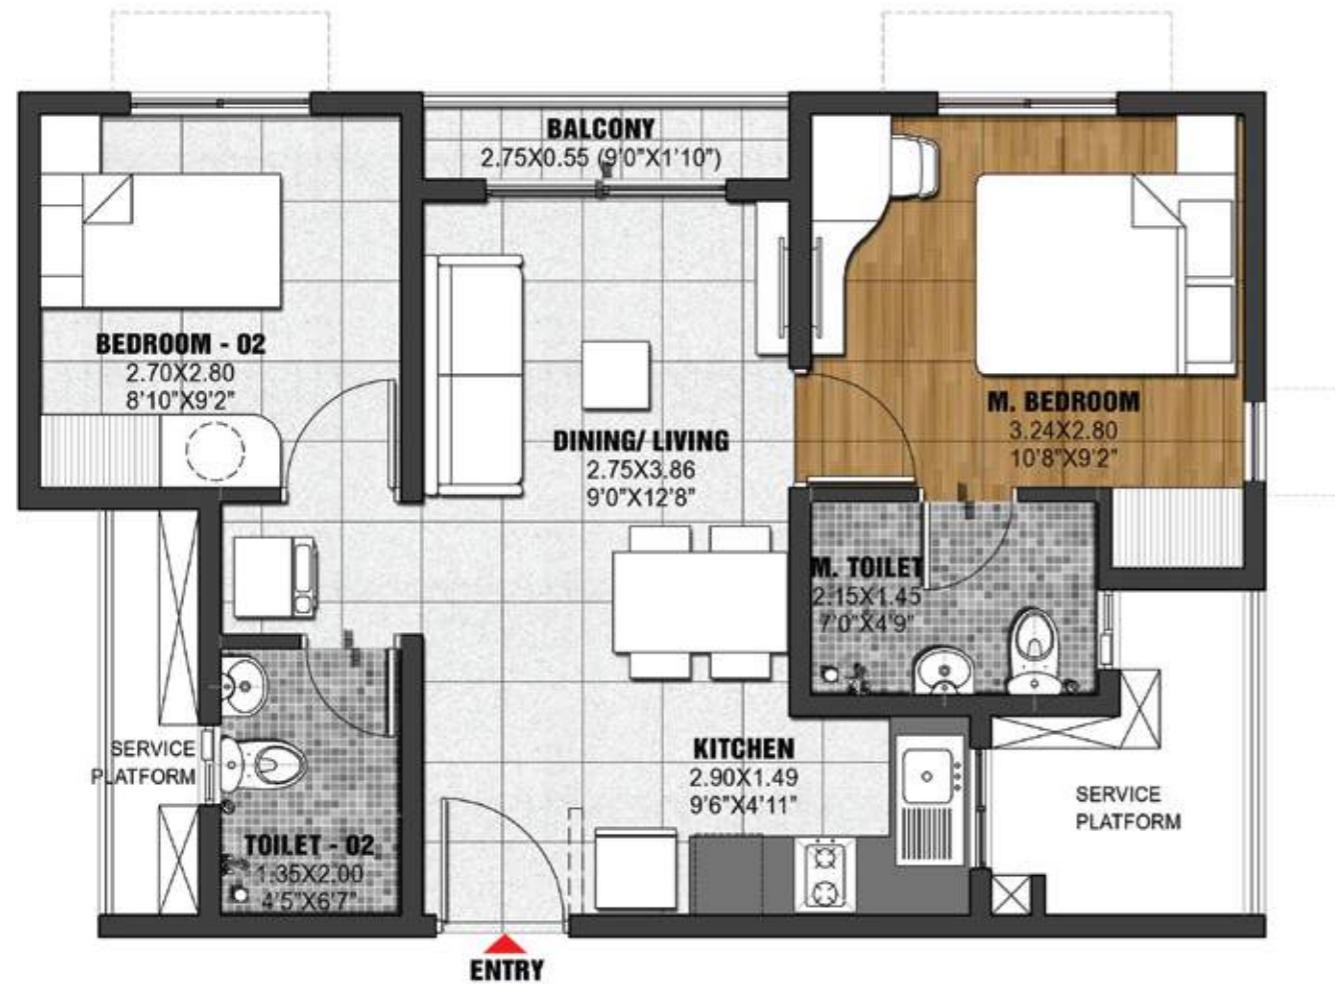 BALCONY
2.75X0.55 (9'0"X1'10")
BEDROOM - 02
2.70X2.80
8'10"X9'2"
DINING/ LIVING
2.75X3.86
9'0"X12'8"
M. BEDROOM
3.24X2.80
10'8"X9'2"
M. TOILET
2.15X1.45
7'0"X4'9"
SERVICE
PLATFORM
KITCHEN
2.90X1.49
9'6"X4'11"
SERVICE
PLATFORM
TOILET - 02
1.35X2.00
4'5"X6'7"
ENTRY